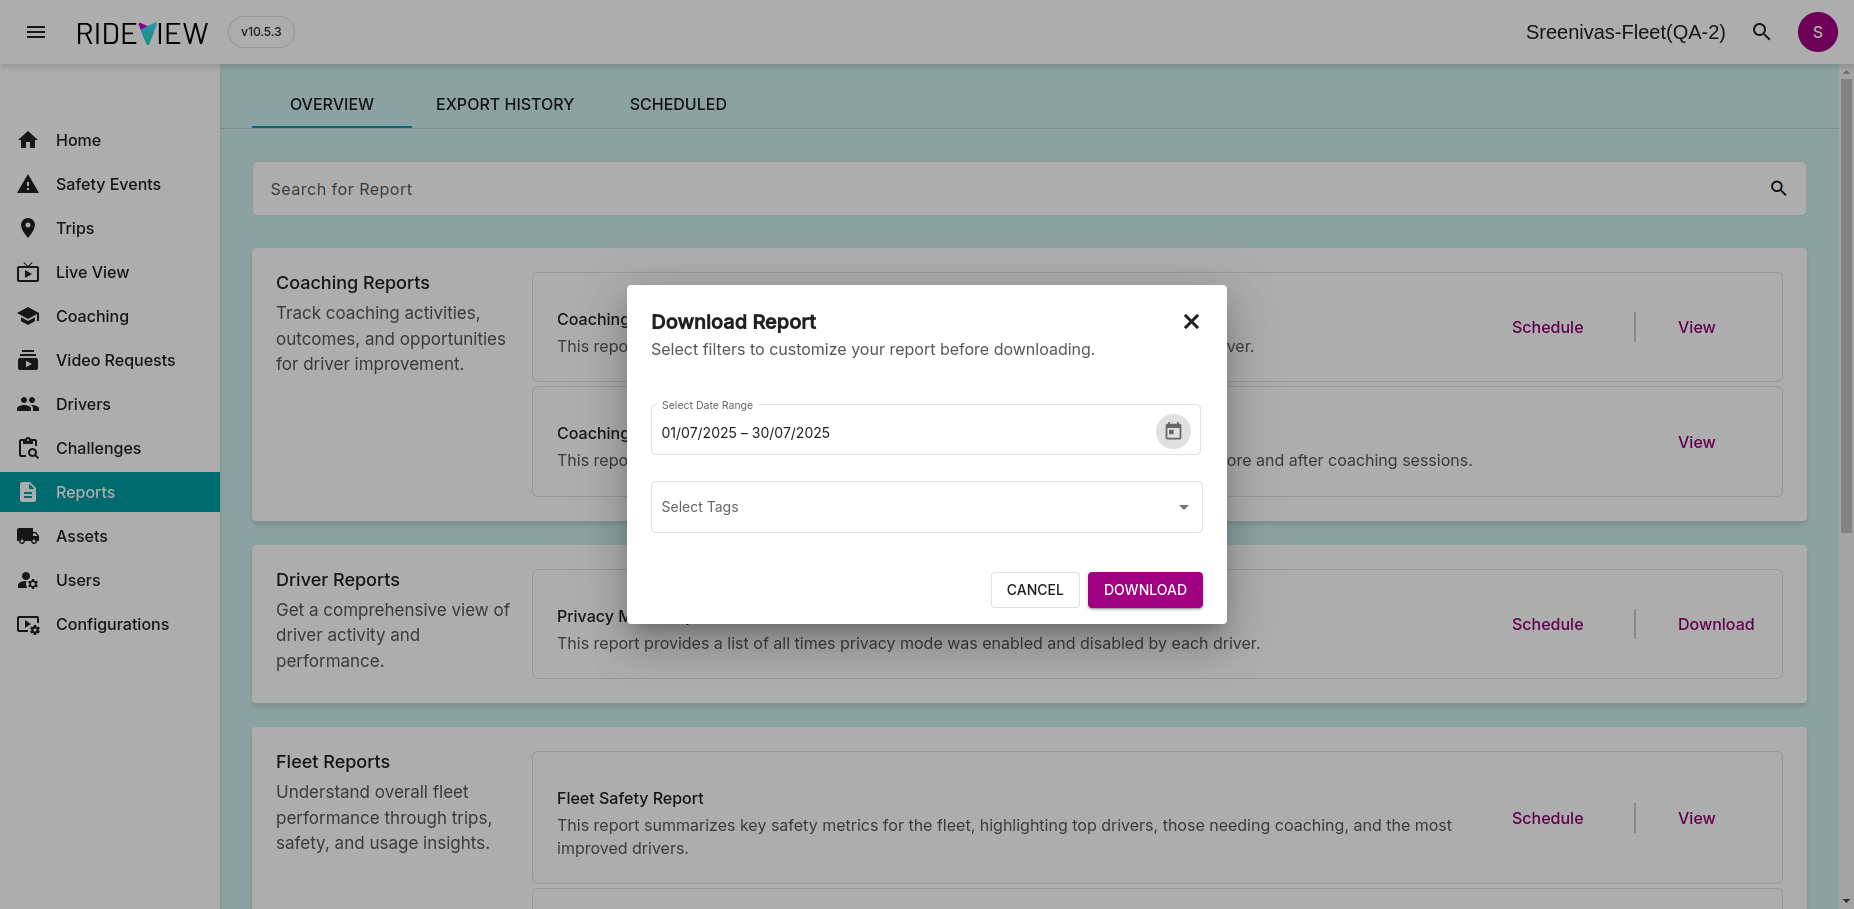 RIDEVIEW
v10.5.3
Sreenivas-Fleet(QA-2)
S
Home
Safety Events
Trips
Live View
Coaching
Video Requests
Drivers
Challenges
Reports
Assets
Users
Configurations
OVERVIEW
EXPORT HISTORY
SCHEDULED
Search for Report
Coaching Reports
Track coaching activities,
outcomes, and opportunities
for driver improvement.
Coaching
This repo
ver.
Schedule
View
Coaching
This repo
ore and after coaching sessions.
View
Download Report
Select filters to customize your report before downloading.
Select Date Range
01/07/2025 – 30/07/2025
Select Tags
CANCEL
DOWNLOAD
Driver Reports
Get a comprehensive view of
driver activity and
performance.
Privacy
This report provides a list of all times privacy mode was enabled and disabled by each driver.
Schedule
Download
Fleet Reports
Understand overall fleet
performance through trips,
safety, and usage insights.
Fleet Safety Report
This report summarizes key safety metrics for the fleet, highlighting top drivers, those needing coaching, and the most
improved drivers.
Schedule
View